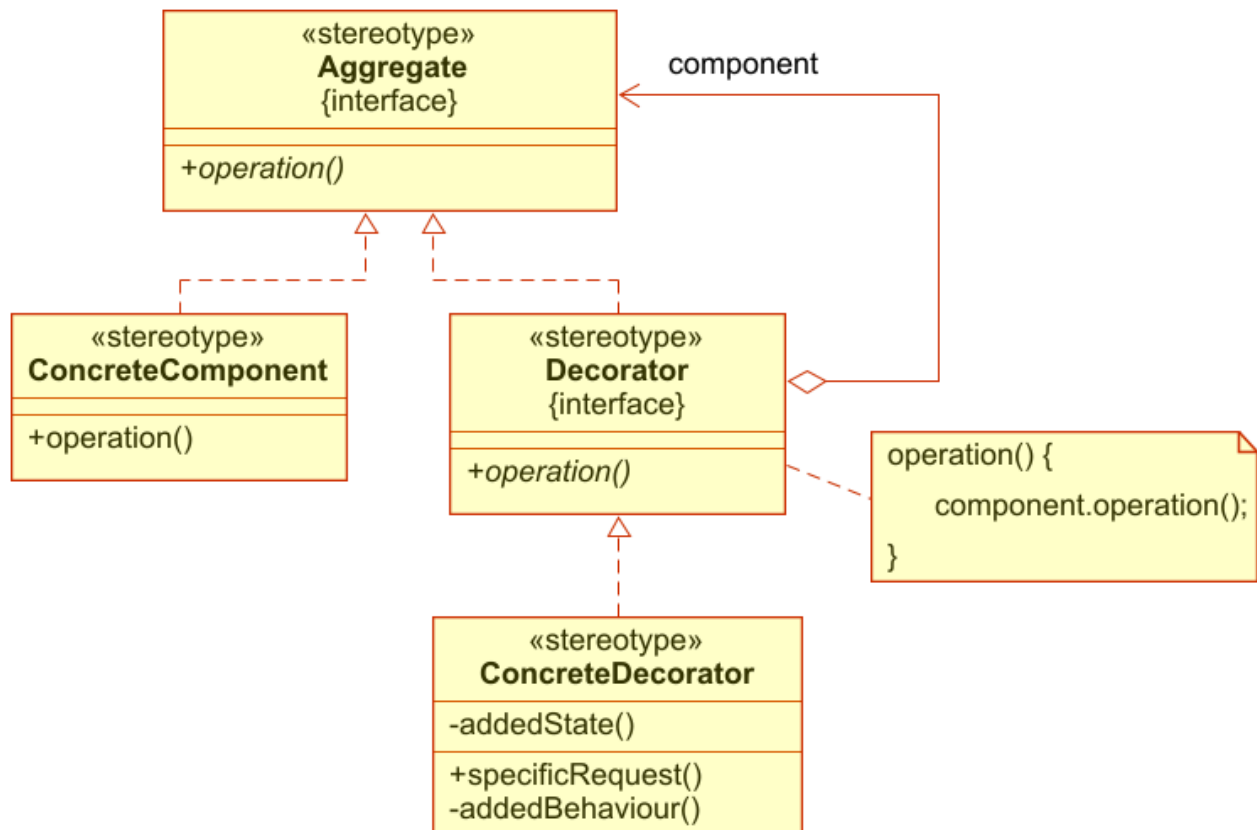 «stereotype»
Aggregate
{interface}
+operation()
component
«stereotype»
ConcreteComponent
+operation()
«stereotype»
Decorator
{interface}
+operation()
operation() {
component.operation();
}
«stereotype»
ConcreteDecorator
-addedState()
+specificRequest()
-addedBehaviour()